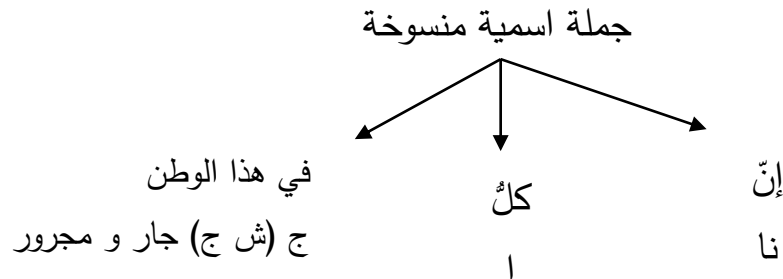 جملة اسمية منسوخة
إنّ
كلُّ
في هذا الوطن
نا
ا
ج (ش ج) جار و مجرور